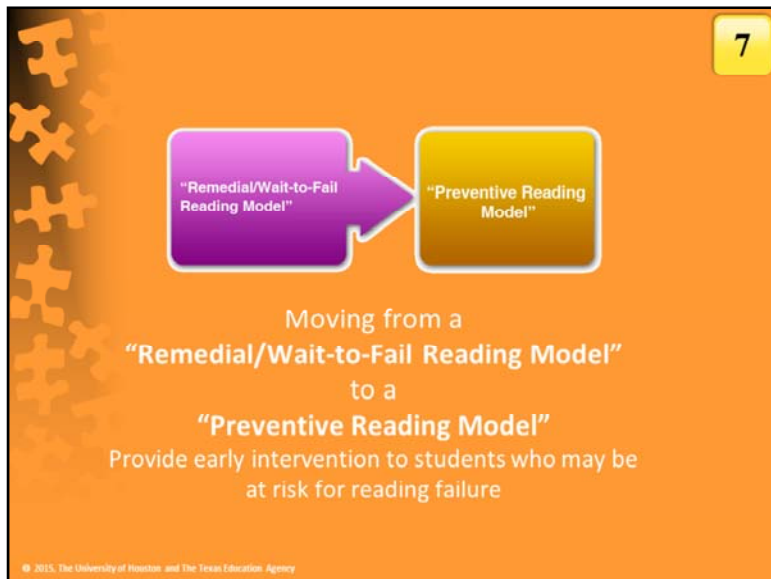 7
"Remedial/Wait-to-Fail
Reading Model"
"Preventive Reading
Model"
Moving from a
"Remedial/Wait-to-Fail Reading Model"
to a
"Preventive Reading Model"
Provide early intervention to students who may be
at risk for reading failure
© 2015, The University of Houston and The Texas Education Agency